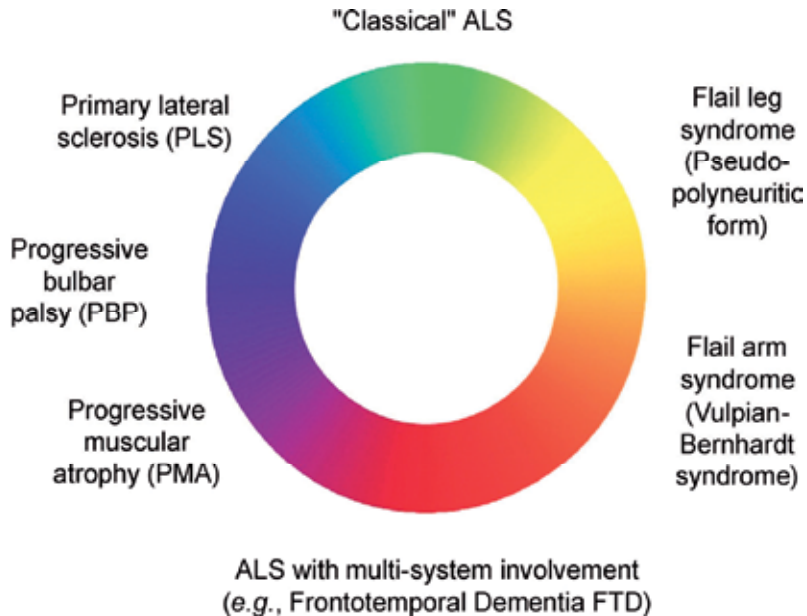 "Classical" ALS
Flail leg
syndrome
(Pseudo-
polyneuritic
form)
Flail arm
syndrome
(Vulpian-
Bernhardt
syndrome)
ALS with multi-system involvement
(e.g., Frontotemporal Dementia FTD)
Progressive
muscular
atrophy (PMA)
Progressive
bulbar
palsy (PBP)
Primary lateral
sclerosis (PLS)